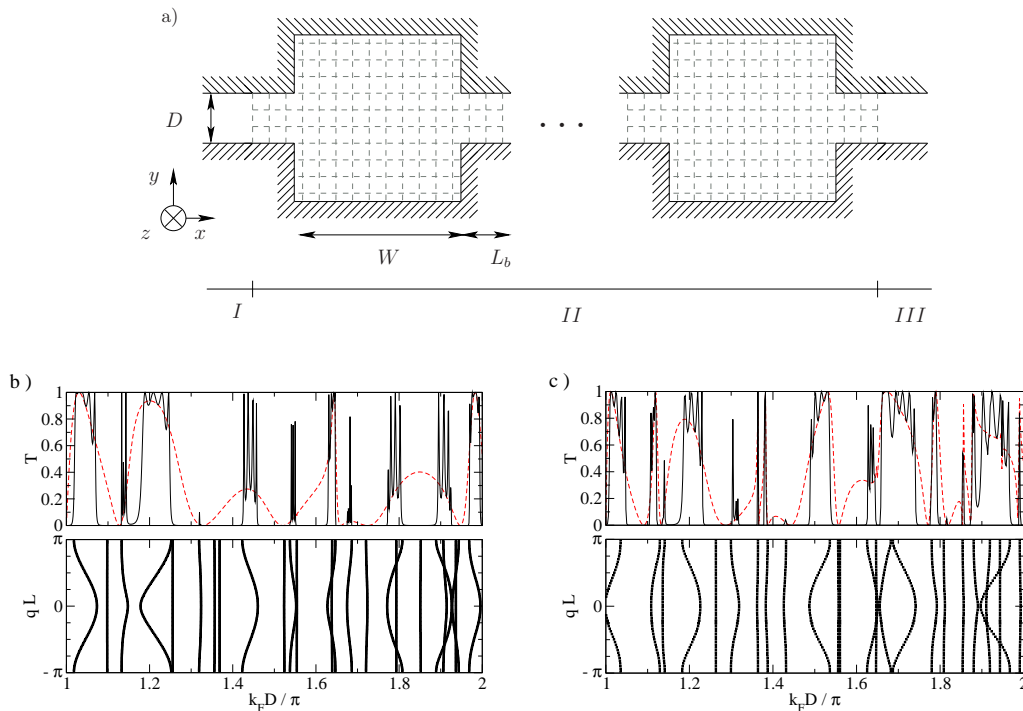 a)
D
y
z
x
W
L_b
. . .
I
II
III
b )
1
0.8
0.6
0.4
0.2
0
T
π
0
- π
q L
1
1.2
1.4
1.6
1.8
2
k_F D / π
c )
1
0.8
0.6
0.4
0.2
0
T
π
0
- π
q L
1
1.2
1.4
1.6
1.8
2
k_F D / π